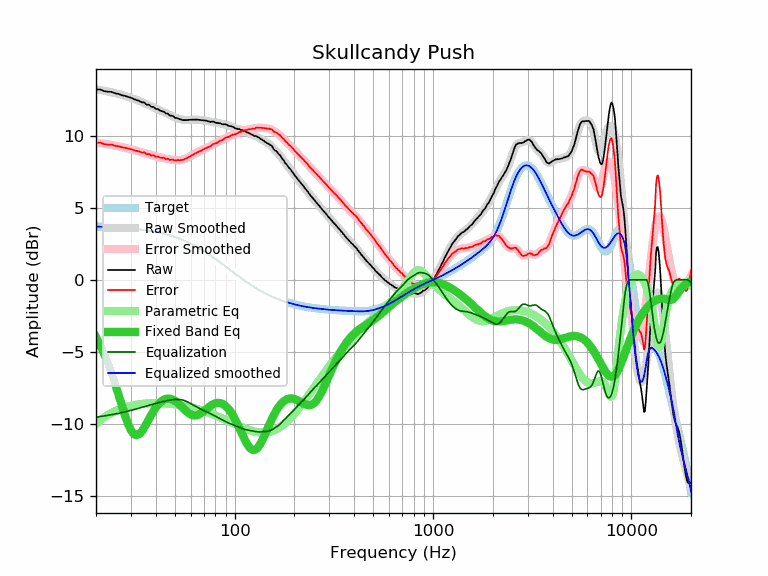 Skullcandy Push
Amplitude (dBr)
10
5
0
−5
−10
−15
Target
Raw Smoothed
Error Smoothed
Raw
Error
Parametric Eq
Fixed Band Eq
Equalization
Equalized smoothed
100 1000 10000
Frequency (Hz)